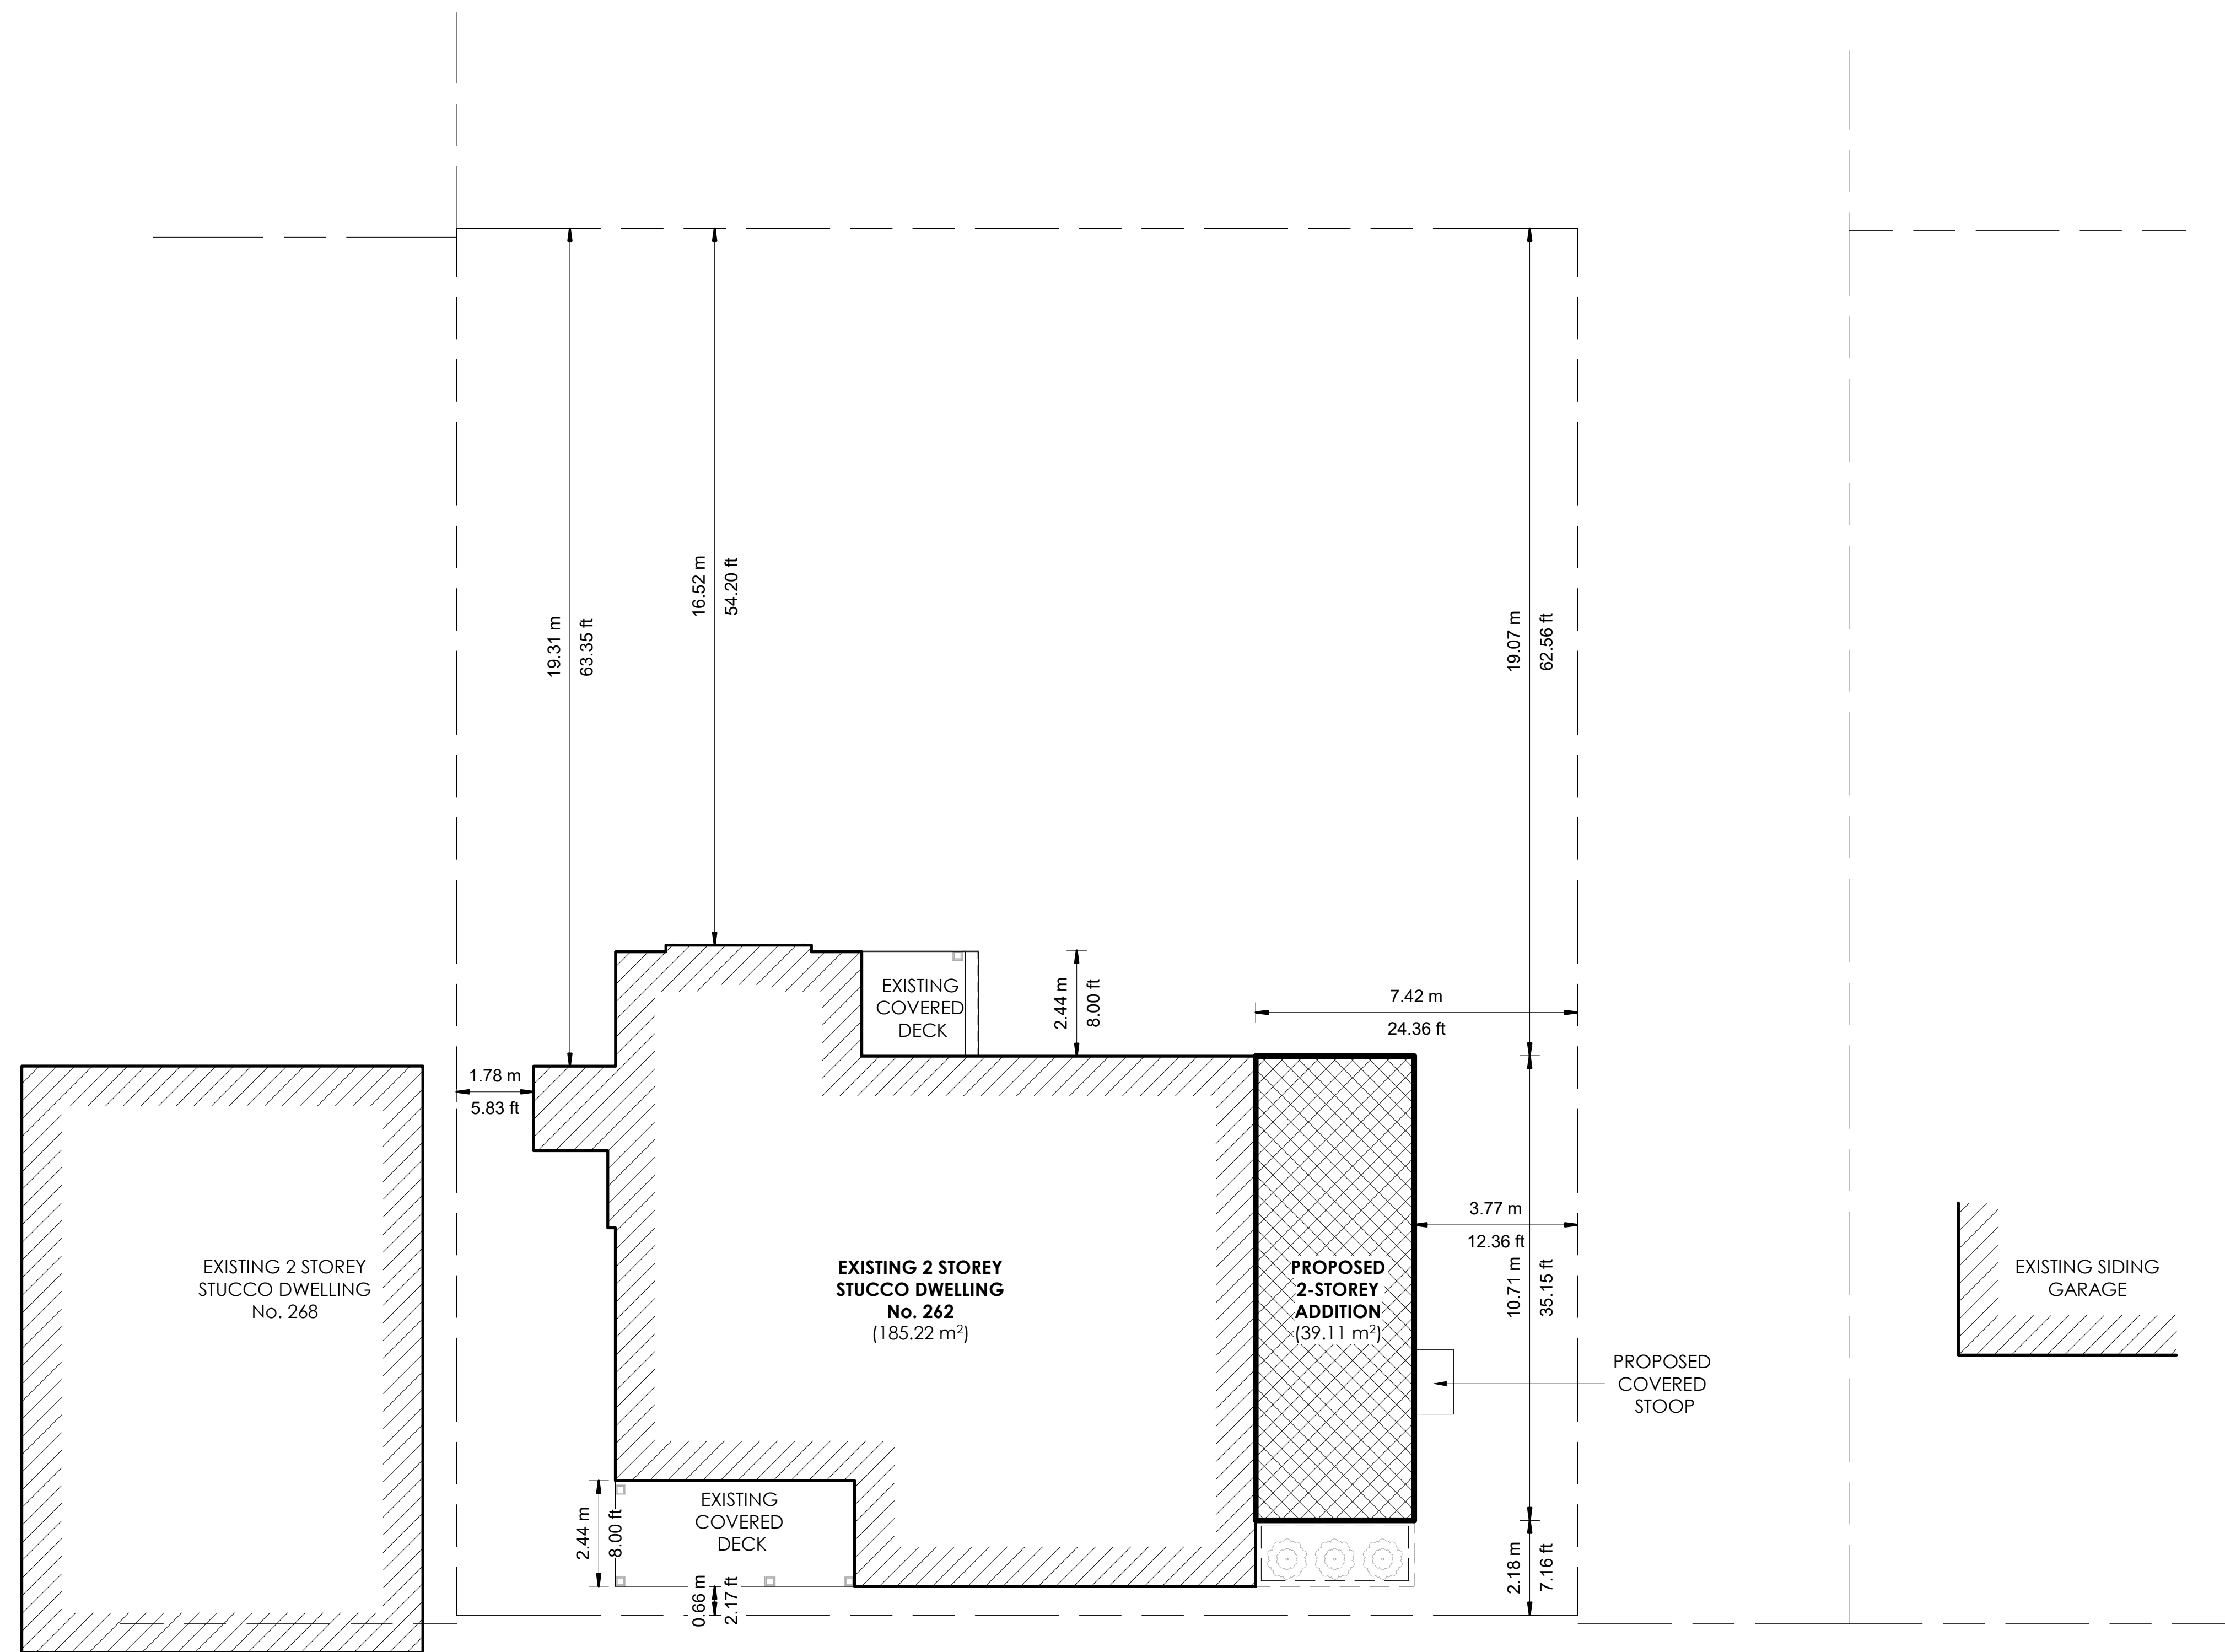 16.52 m
54.20 ft
19.31 m
63.35 ft
19.07 m
62.56 ft
EXISTING
COVERED
DECK
2.44 m
8.00 ft
7.42 m
24.36 ft
1.78 m
5.83 ft
3.77 m
12.36 ft
10.71 m
35.15 ft
EXISTING 2 STOREY
STUCCO DWELLING
No. 268
EXISTING 2 STOREY
STUCCO DWELLING
No. 262
(185.22 m²)
PROPOSED
2-STOREY
ADDITION
(39.11 m²)
EXISTING SIDING
GARAGE
PROPOSED
COVERED
STOOP
EXISTING
COVERED
DECK
2.44 m
8.00 ft
0.66 m
2.17 ft
2.18 m
7.16 ft